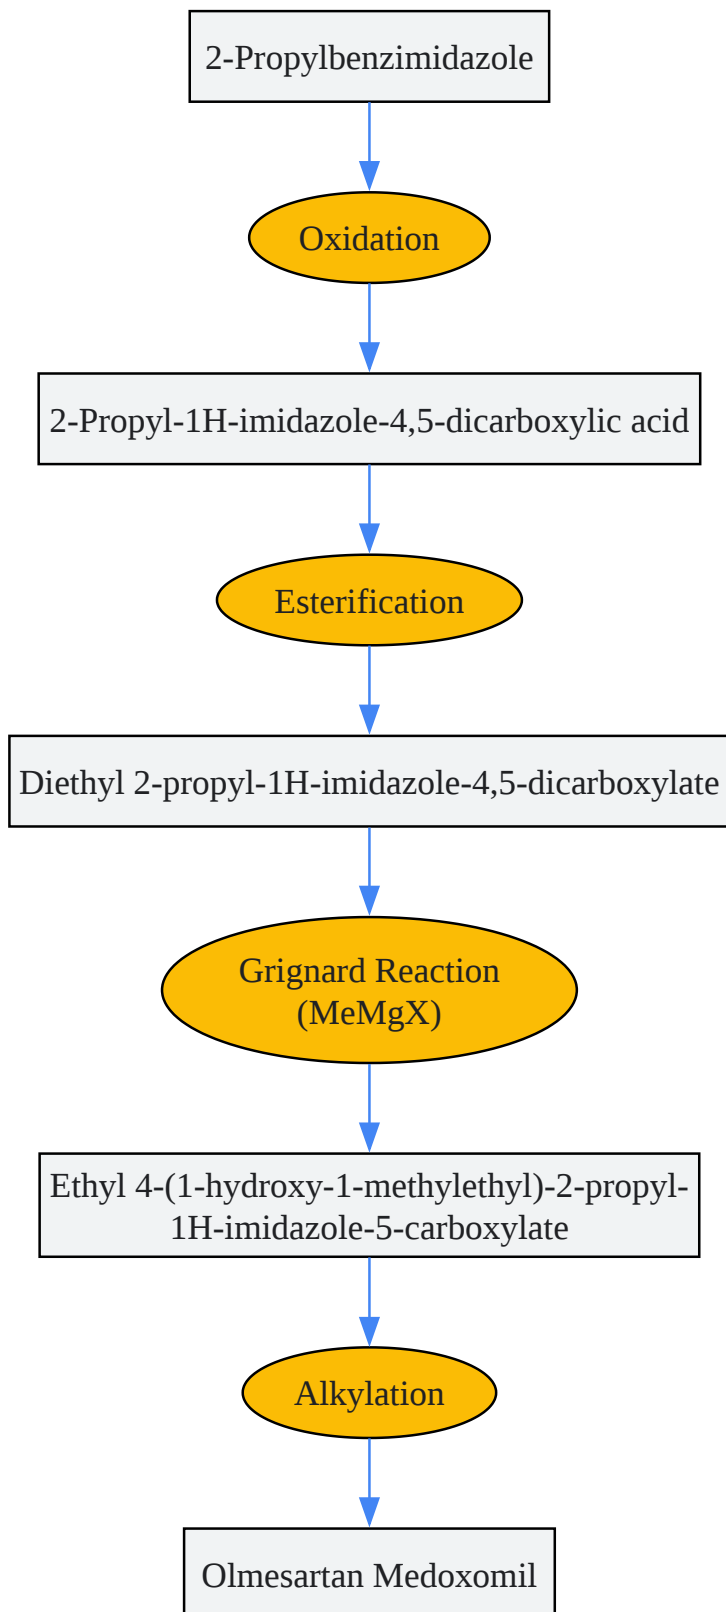 2-Propylbenzimidazole
Oxidation
2-Propyl-1H-imidazole-4,5-dicarboxylic acid
Esterification
Diethyl 2-propyl-1H-imidazole-4,5-dicarboxylate
Grignard Reaction
(MeMgX)
Ethyl 4-(1-hydroxy-1-methylethyl)-2-propyl-
1H-imidazole-5-carboxylate
Alkylation
Olmesartan Medoxomil